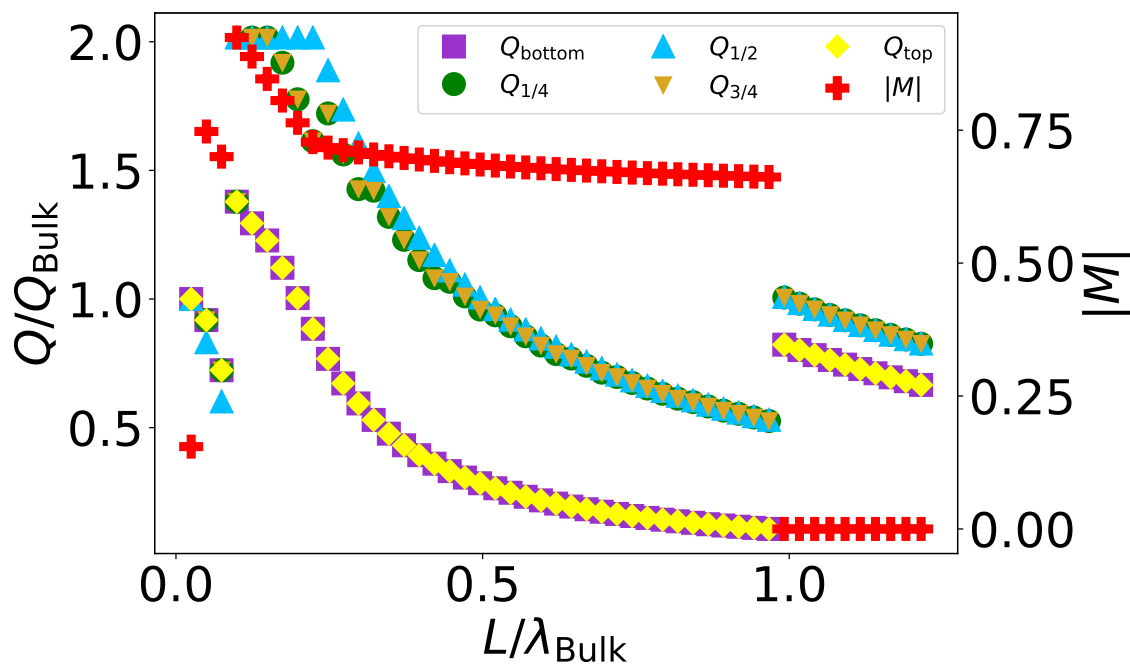 2.0
1.5
1.0
0.5
Q/Q_Bulk
Q_bottom
Q_1/4
Q_1/2
Q_3/4
Q_top
|M|
0.75
0.50
0.25
0.00
|M|
0.0
0.5
1.0
L/λ_Bulk